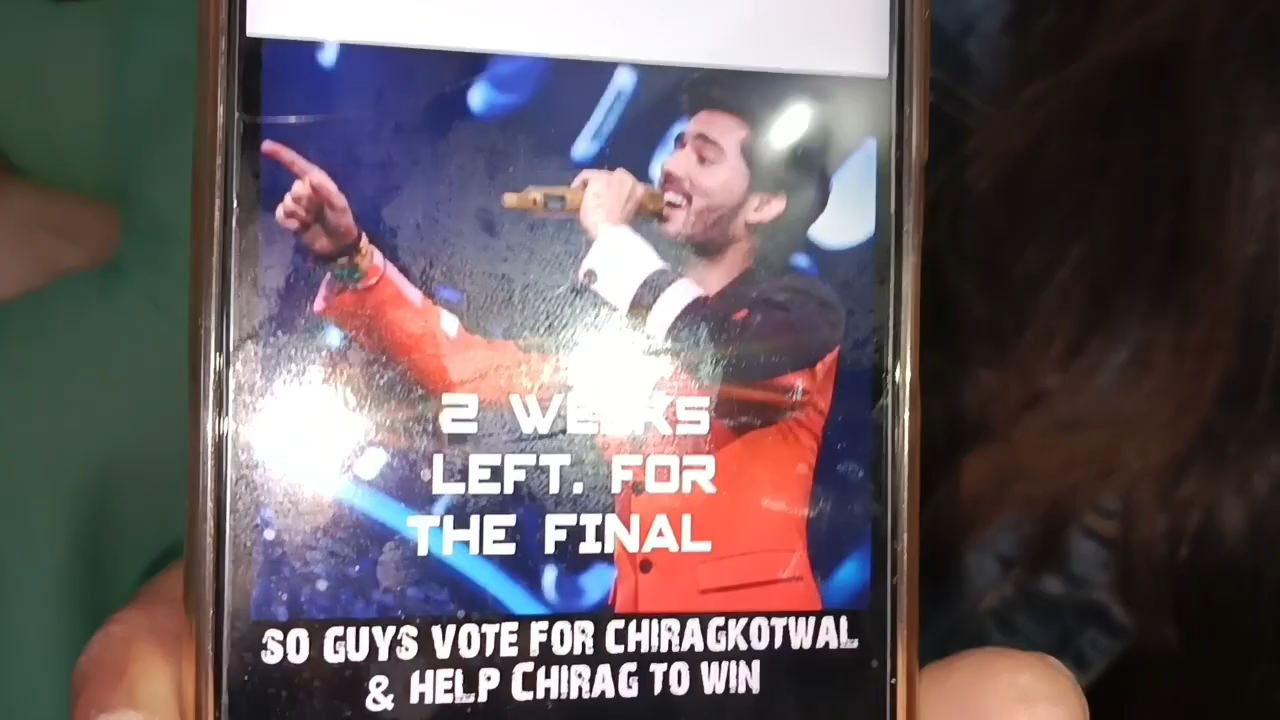 2 WEEKS
LEFT. FOR
THE FINAL
SO GUYS VOTE FOR CHIRAGKOTWAL
& HELP CHIRAG TO WIN